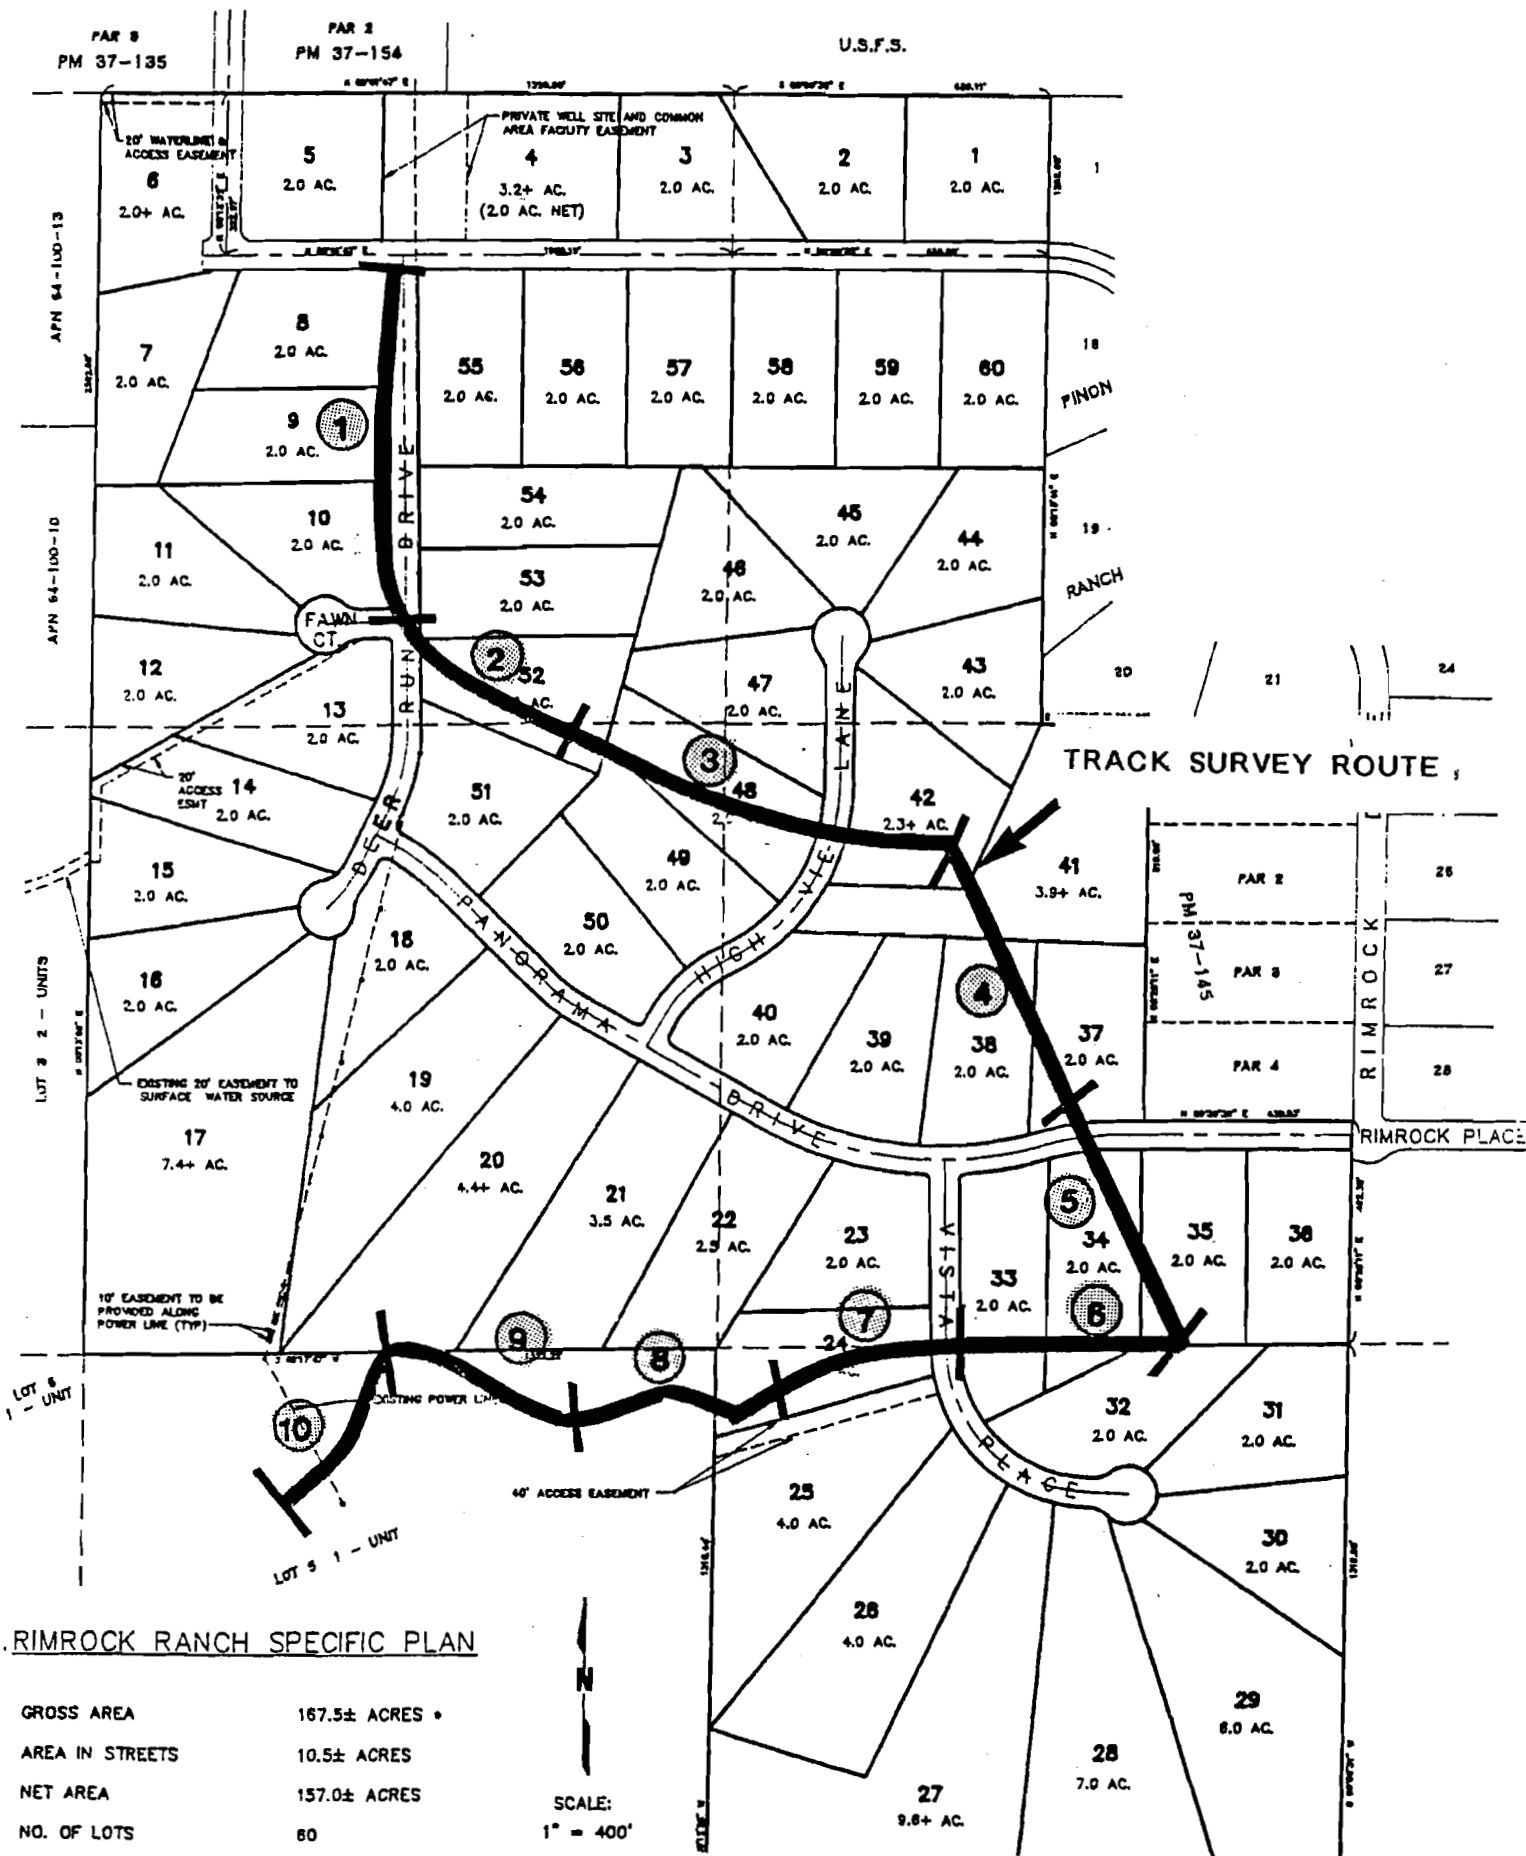 PAR 3
PM 37-135
PAR 2
PM 37-154
U.S.F.S.
20' WATERLINE &
ACCESS EASEMENT
PRIVATE WELL SITE AND COMMON
AREA FACILITY EASEMENT
6
2.0+ AC.
5
2.0 AC.
4
3.2+ AC.
(2.0 AC. NET)
3
2.0 AC.
2
2.0 AC.
1
2.0 AC.
1
APN 64-100-13
7
2.0 AC.
8
2.0 AC.
9
2.0 AC.
1
55
2.0 AC.
56
2.0 AC.
57
2.0 AC.
58
2.0 AC.
59
2.0 AC.
60
2.0 AC.
18
PINON
RANCH
19
APN 64-100-10
10
2.0 AC.
11
2.0 AC.
54
2.0 AC.
53
2.0 AC.
46
2.0 AC.
45
2.0 AC.
44
2.0 AC.
FAWN
CT.
DEER RUN DRIVE
12
2.0 AC.
13
2.0 AC.
2
52
AC.
47
2.0 AC.
43
2.0 AC.
20
21
24
TRACK SURVEY ROUTE
20'
ACCESS
ESMT
14
2.0 AC.
51
2.0 AC.
3
48
42
2.3+ AC.
HIGH VIE LANE
15
2.0 AC.
49
2.0 AC.
41
3.9+ AC.
PAR 2
26
PM 37-145
LOT 3 2 - UNITS
16
2.0 AC.
18
2.0 AC.
50
2.0 AC.
PANORAMA DRIVE
4
PAR 3
27
RIMROCK
EXISTING 20' EASEMENT TO
SURFACE WATER SOURCE
19
4.0 AC.
40
2.0 AC.
39
2.0 AC.
38
2.0 AC.
37
2.0 AC.
PAR 4
28
RIMROCK PLACE
17
7.4+ AC.
20
4.4+ AC.
21
3.5 AC.
22
2.5 AC.
23
2.0 AC.
VISTA PLACE
33
2.0 AC.
5
34
2.0 AC.
35
2.0 AC.
36
2.0 AC.
10' EASEMENT TO BE
PROVIDED ALONG
POWER LINE (TYP)
9
8
7
24
6
LOT 6
1 - UNIT
EXISTING POWER
10
40' ACCESS EASEMENT
LOT 5 1 - UNIT
25
4.0 AC.
32
2.0 AC.
31
2.0 AC.
30
2.0 AC.
26
4.0 AC.
27
9.6+ AC.
28
7.0 AC.
29
6.0 AC.
RIMROCK RANCH SPECIFIC PLAN
GROSS AREA 167.5± ACRES
AREA IN STREETS 10.5± ACRES
NET AREA 157.0± ACRES
NO. OF LOTS 60
N
SCALE:
1" = 400'